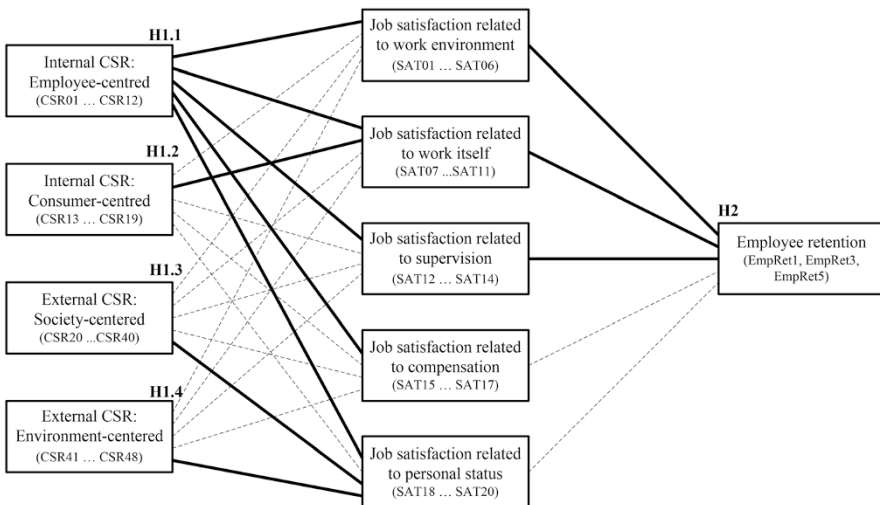 H1.1
Internal CSR:
Employee-centred
(CSR01 … CSR12)
H1.2
Internal CSR:
Consumer-centred
(CSR13 … CSR19)
H1.3
External CSR:
Society-centered
(CSR20 ...CSR40)
H1.4
External CSR:
Environment-centered
(CSR41 … CSR48)
Job satisfaction related
to work environment
(SAT01 … SAT06)
Job satisfaction related
to work itself
(SAT07 ...SAT11)
Job satisfaction related
to supervision
(SAT12 … SAT14)
Job satisfaction related
to compensation
(SAT15 … SAT17)
Job satisfaction related
to personal status
(SAT18 … SAT20)
H2
Employee retention
(EmpRet1, EmpRet3,
EmpRet5)